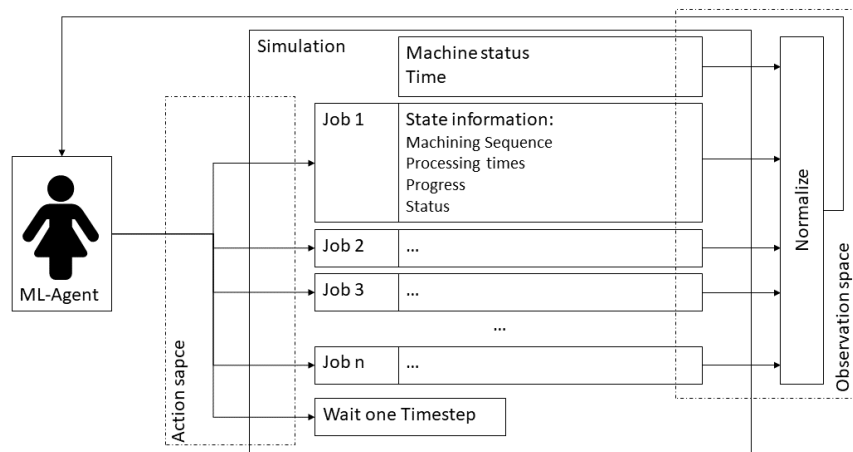 Simulation
Machine status
Time
Job 1
State information:
Machining Sequence
Processing times
Progress
Status
Job 2
...
Job 3
...
...
Job n
...
Wait one Timestep
ML-Agent
Action sapce
Normalize
Observation space